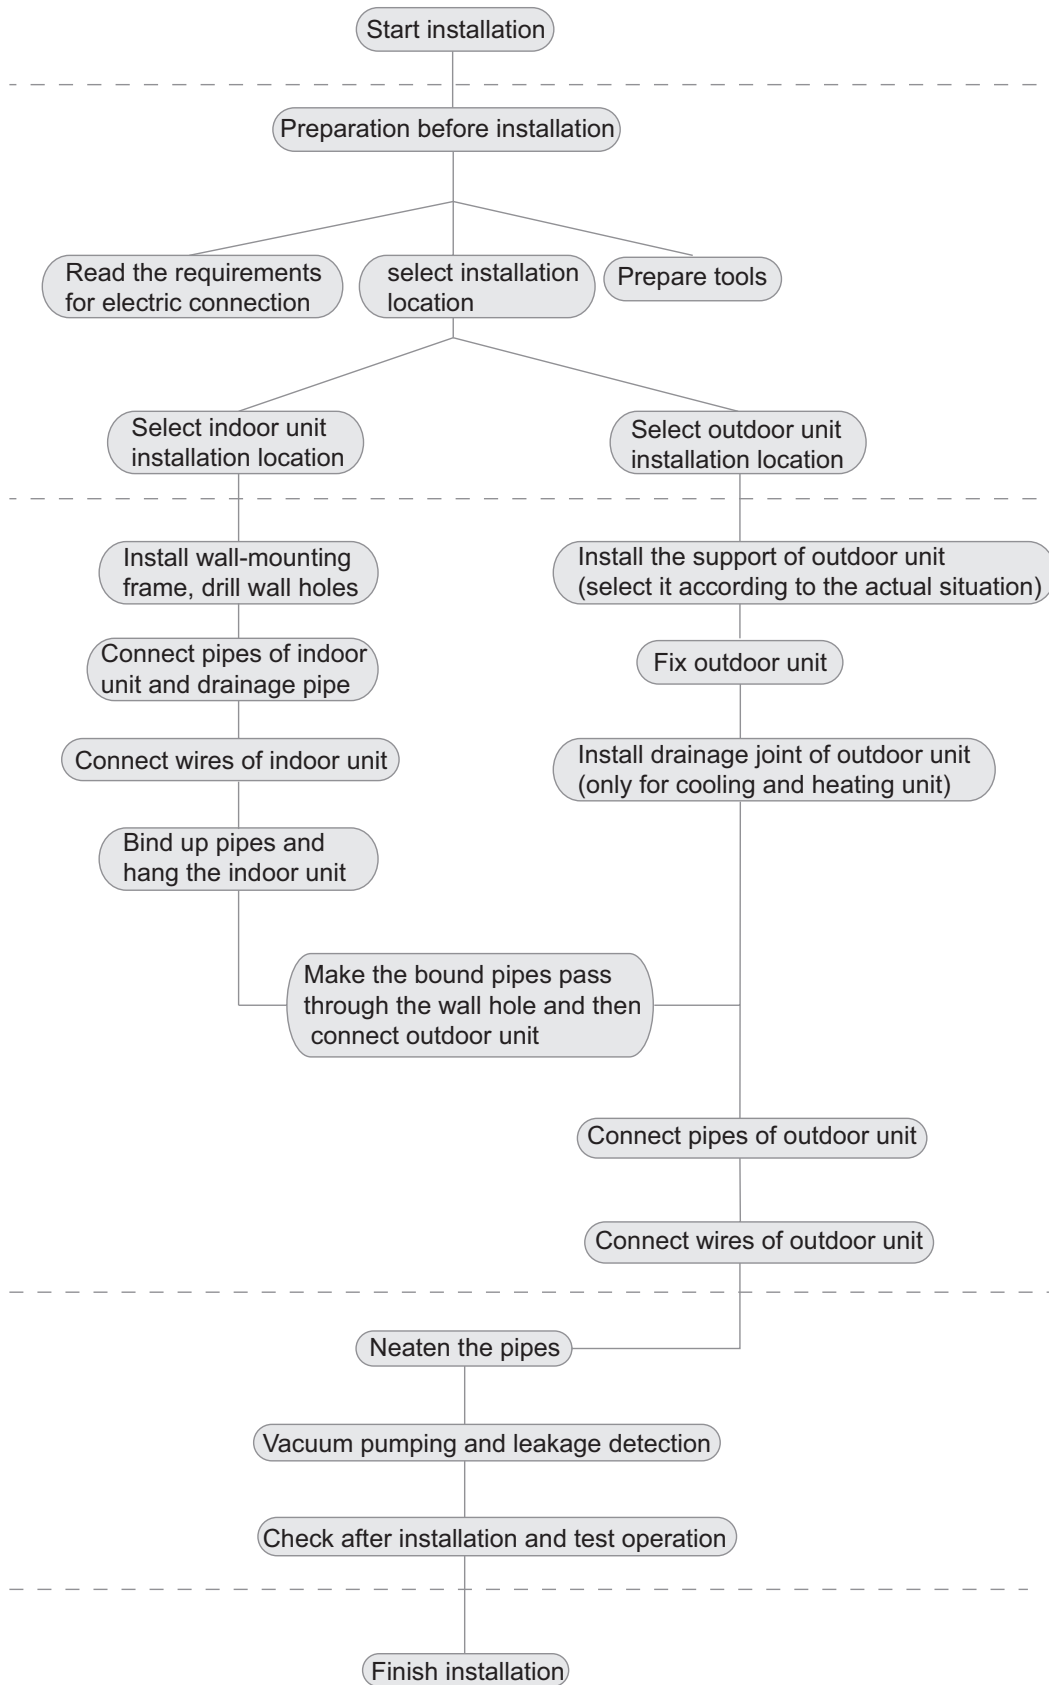 Start installation
Preparation before installation
Read the requirements
for electric connection
select installation
location
Prepare tools
Select indoor unit
installation location
Select outdoor unit
installation location
Install wall-mounting
frame, drill wall holes
Install the support of outdoor unit
(select it according to the actual situation)
Connect pipes of indoor
unit and drainage pipe
Fix outdoor unit
Connect wires of indoor unit
Install drainage joint of outdoor unit
(only for cooling and heating unit)
Bind up pipes and
hang the indoor unit
Make the bound pipes pass
through the wall hole and then
connect outdoor unit
Connect pipes of outdoor unit
Connect wires of outdoor unit
Neaten the pipes
Vacuum pumping and leakage detection
Check after installation and test operation
Finish installation